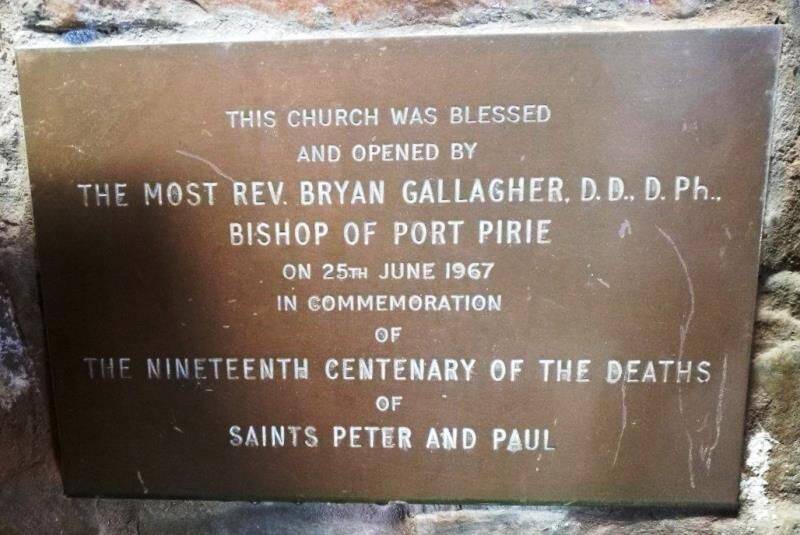 THIS CHURCH WAS BLESSED
AND OPENED BY
THE MOST REV. BRYAN GALLAGHER, D.D., D.Ph.,
BISHOP OF PORT PIRIE
ON 25TH JUNE 1967
IN COMMEMORATION
OF
THE NINETEENTH CENTENARY OF THE DEATHS
OF
SAINTS PETER AND PAUL